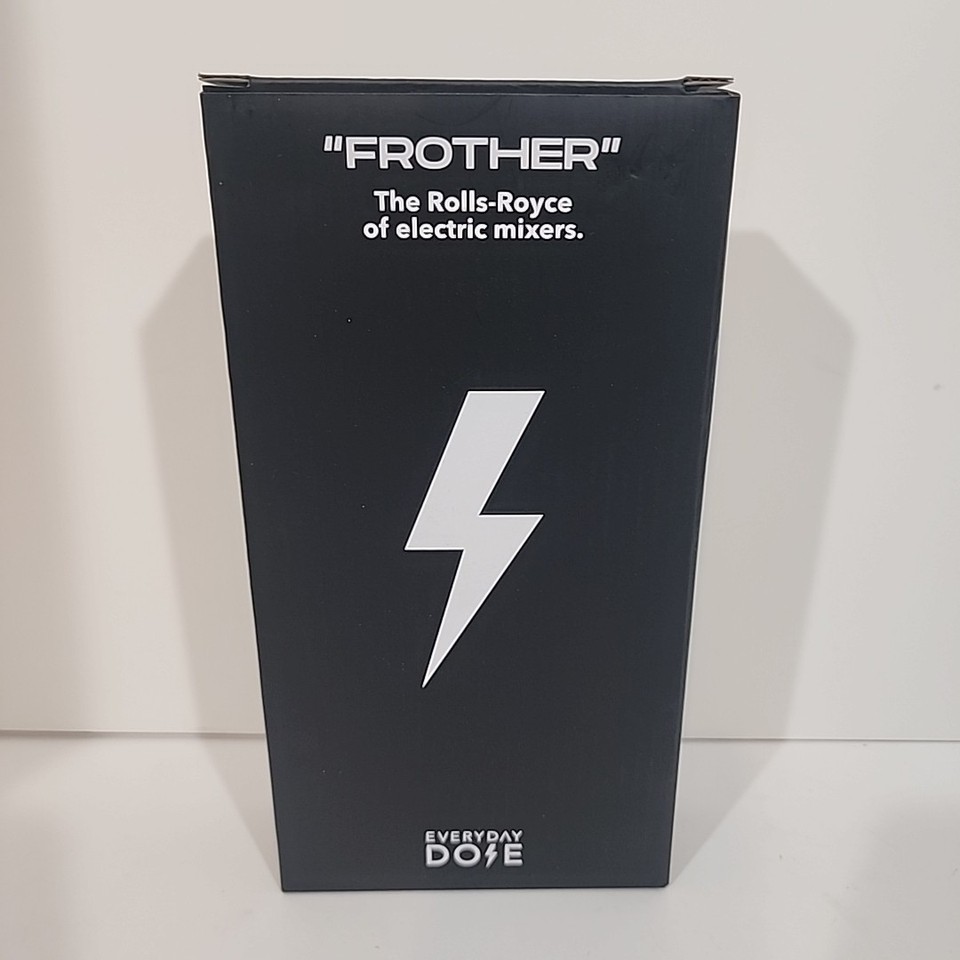 "FROTHER"
The Rolls-Royce
of electric mixers.
EVERYDAY
DOSE